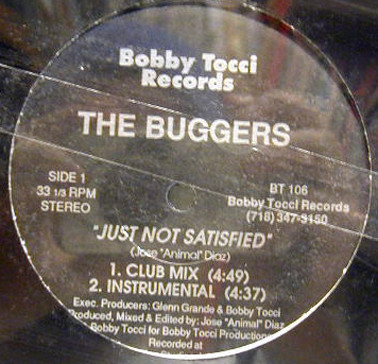 Bobby Tocci
Records
THE BUGGERS
SIDE 1
33 1/3 RPM
STEREO
BT 106
Bobby Tocci Records
(718) 347-3150
"JUST NOT SATISFIED"
(Jose "Animal" Diaz)
1. CLUB MIX (4:49)
2. INSTRUMENTAL (4:37)
Exec. Producers: Glenn Grande & Bobby Tocci
Produced, Mixed & Edited by: Jose "Animal" Diaz
Bobby Tocci for Bobby Tocci Production
Recorded at